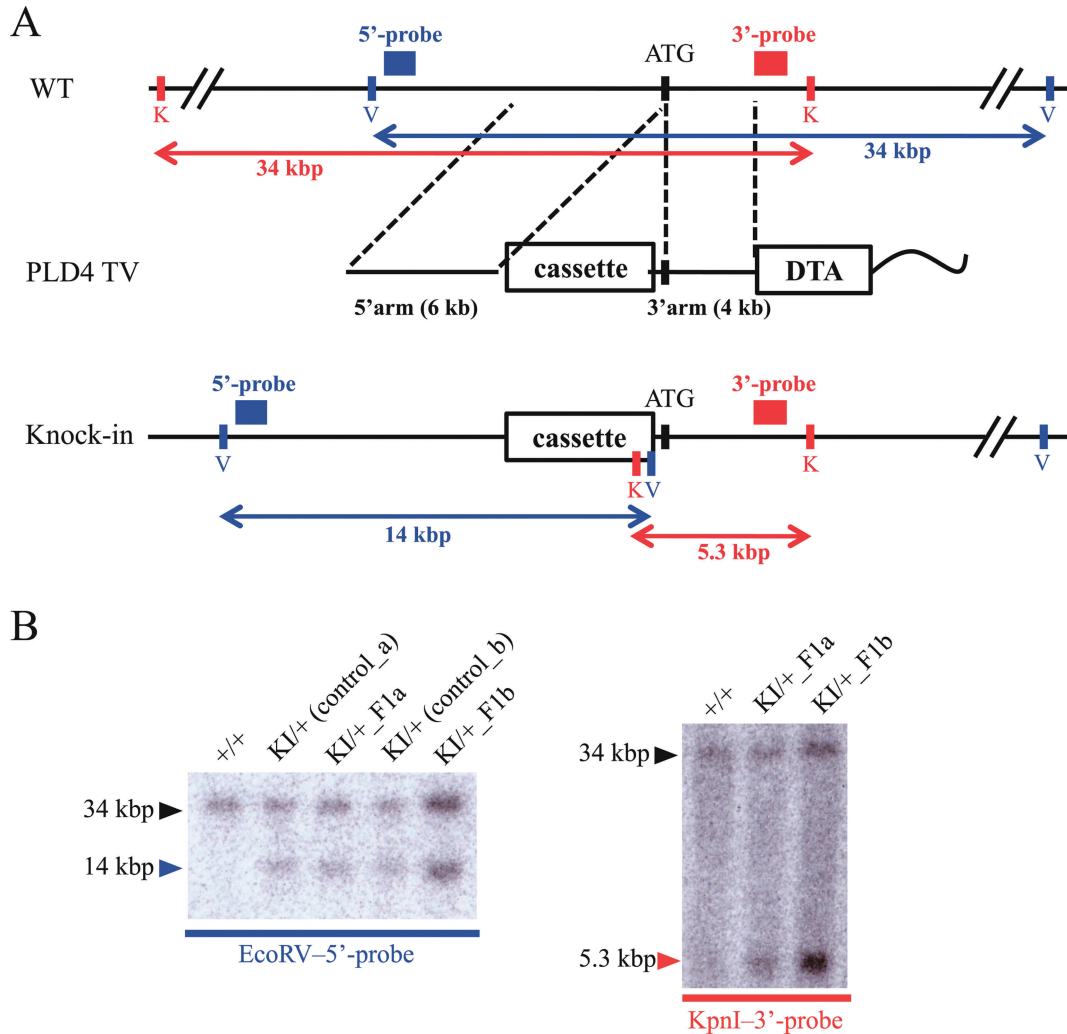 A
5’-probe
ATG
3’-probe
WT
K
V
K
V
34 kbp
34 kbp
PLD4 TV
cassette
DTA
5’arm (6 kb)
3’arm (4 kb)
5’-probe
ATG
3’-probe
Knock-in
cassette
V
K
V
K
V
14 kbp
5.3 kbp
B
+/+
KI/+ (control_a)
KI/+_F1a
KI/+ (control_b)
KI/+_F1b
34 kbp
14 kbp
EcoRV–5’-probe
+/+
KI/+_F1a
KI/+_F1b
34 kbp
5.3 kbp
KpnI–3’-probe